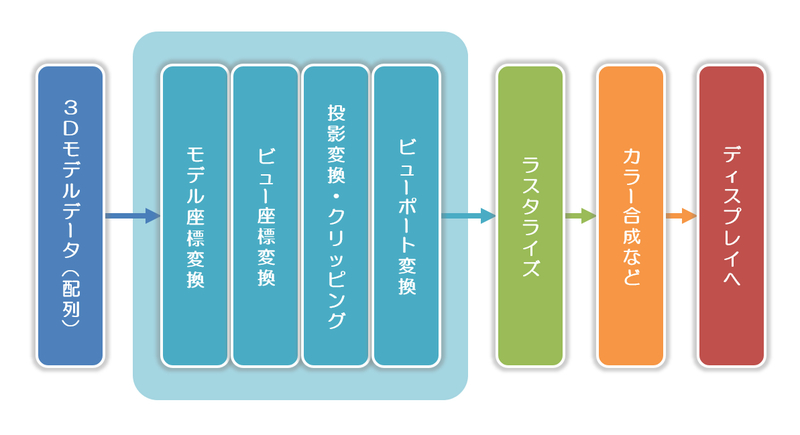 3Dモデルデータ（配列）
モデル座標変換
ビュー座標変換
投影変換・クリッピング
ビューポート変換
ラスタライズ
カラー合成など
ディスプレイへ